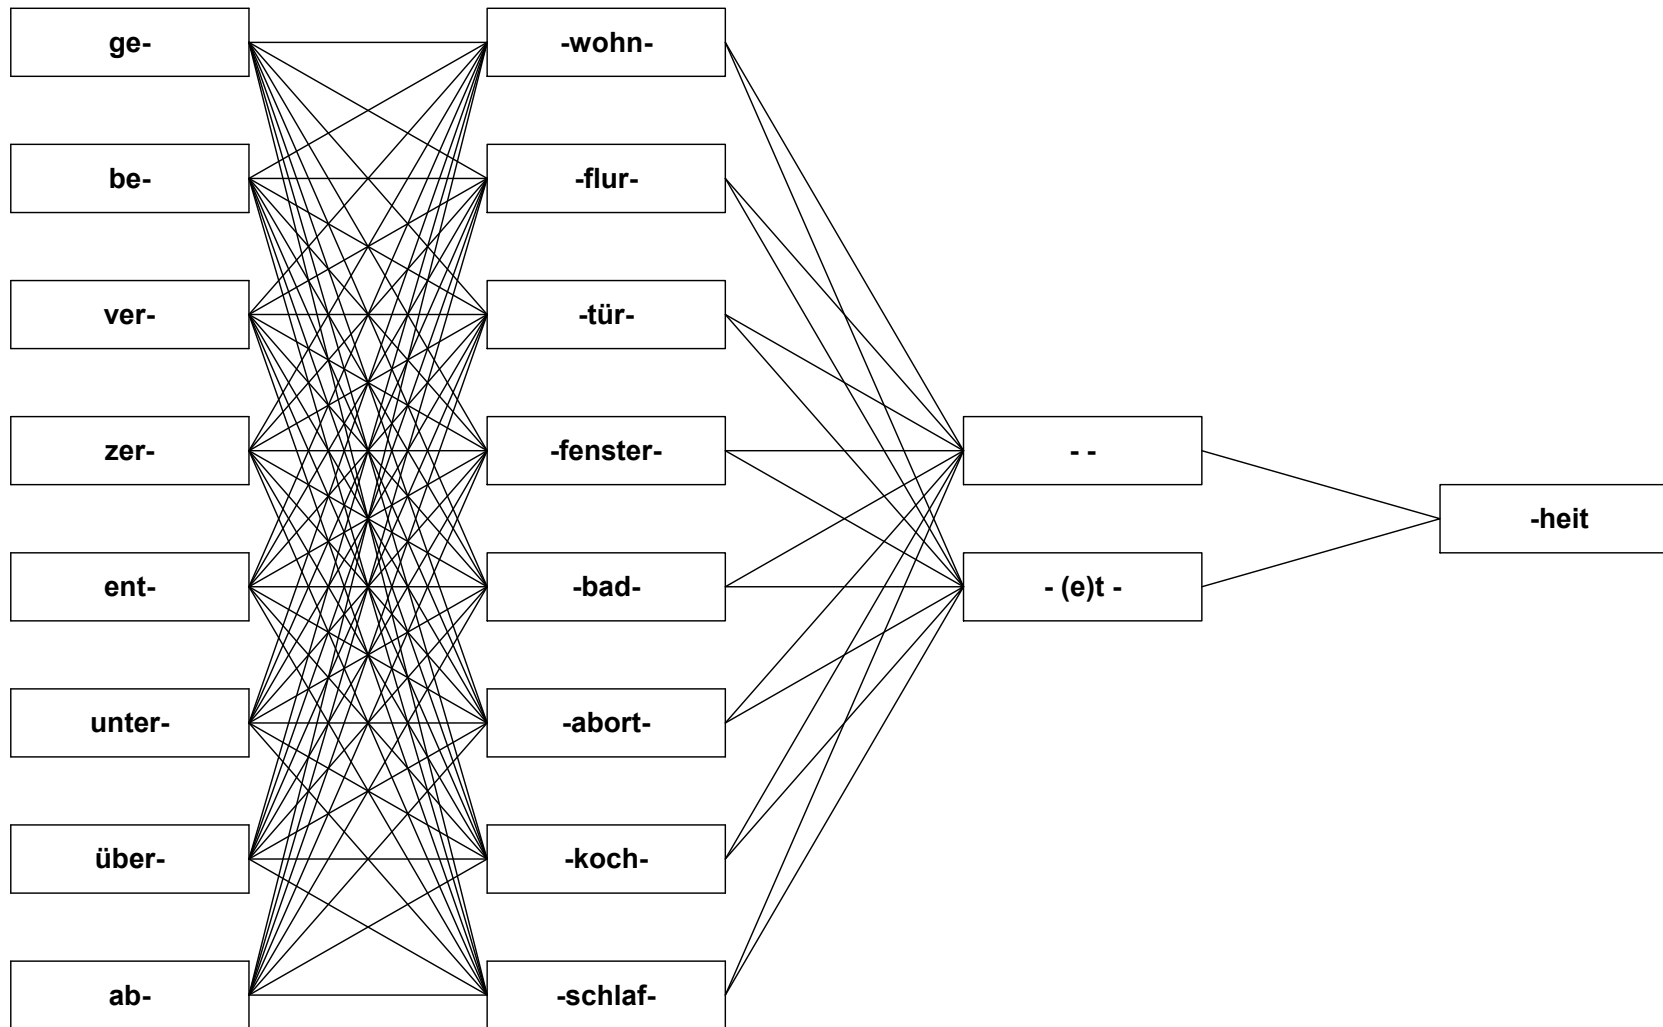 ge-
-wohn-
be-
-flur-
ver-
-tür-
zer-
-fenster-
- -
-heit
ent-
-bad-
- (e)t -
unter-
-abort-
über-
-koch-
ab-
-schlaf-